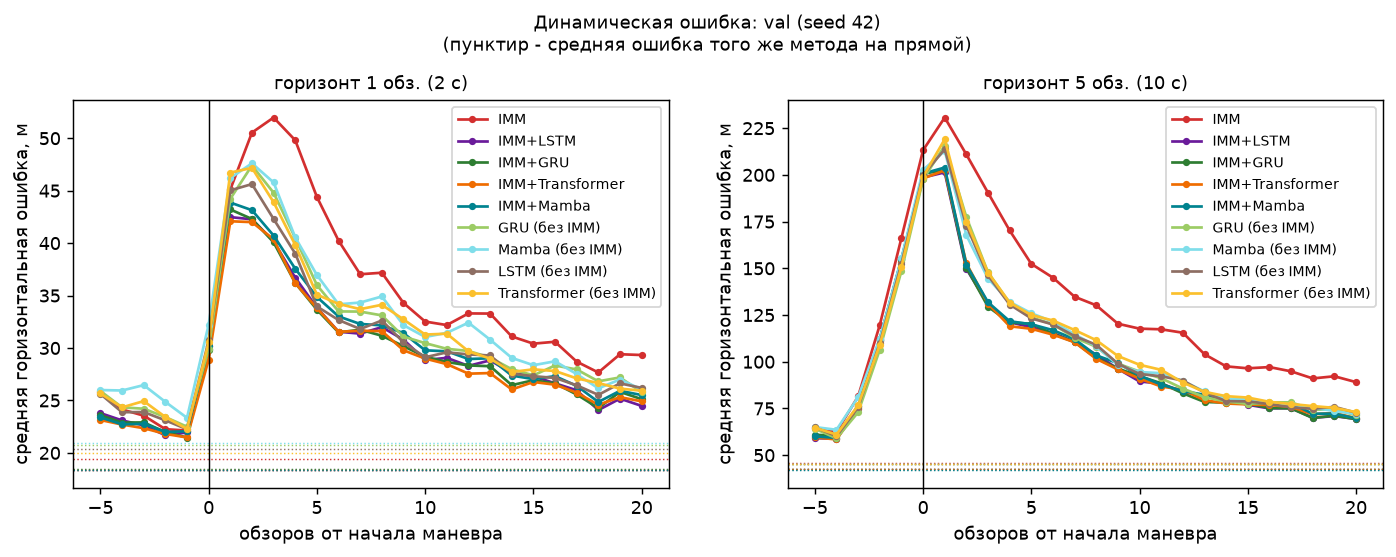 Динамическая ошибка: val (seed 42)
(пунктир - средняя ошибка того же метода на прямой)
горизонт 1 обз. (2 с)
средняя горизонтальная ошибка, м
50
45
40
35
30
25
20
−5
0
5
10
15
20
обзоров от начала маневра
IMM
IMM+LSTM
IMM+GRU
IMM+Transformer
IMM+Mamba
GRU (без IMM)
Mamba (без IMM)
LSTM (без IMM)
Transformer (без IMM)
горизонт 5 обз. (10 с)
средняя горизонтальная ошибка, м
225
200
175
150
125
100
75
50
−5
0
5
10
15
20
обзоров от начала маневра
IMM
IMM+LSTM
IMM+GRU
IMM+Transformer
IMM+Mamba
GRU (без IMM)
Mamba (без IMM)
LSTM (без IMM)
Transformer (без IMM)